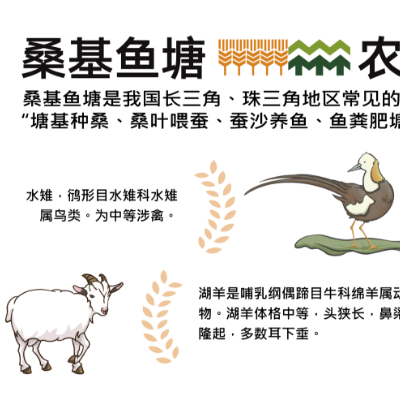 桑基鱼塘 农
桑基鱼塘是我国长三角、珠三角地区常见的
“塘基种桑、桑叶喂蚕、蚕沙养鱼、鱼粪肥塘
水雉,鸻形目水雉科水雉
属鸟类。为中等涉禽。
湖羊是哺乳纲偶蹄目牛科绵羊属动
物。湖羊体格中等,头狭长,鼻梁
隆起,多数耳下垂。